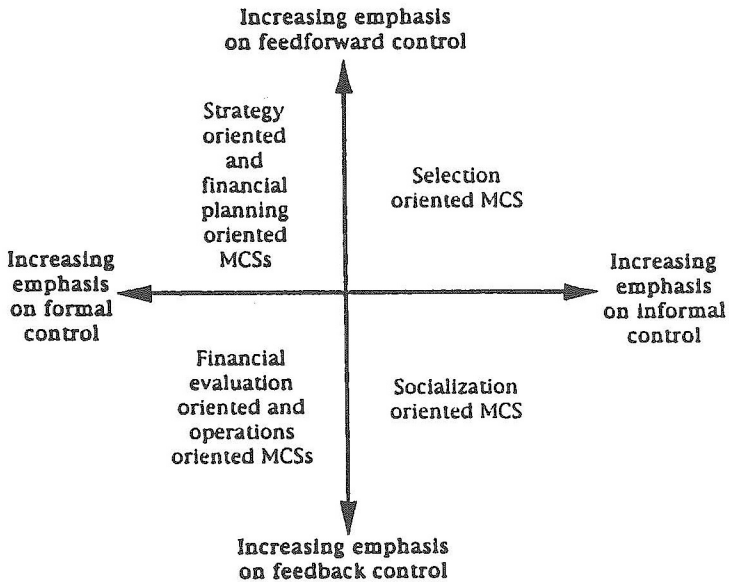 Increasing emphasis
on feedforward control
Strategy
oriented
and
financial
planning
oriented
MCSs
Selection
oriented MCS
Increasing
emphasis
on formal
control
Increasing
emphasis
on informal
control
Financial
evaluation
oriented and
operations
oriented MCSs
Socialization
oriented MCS
Increasing emphasis
on feedback control